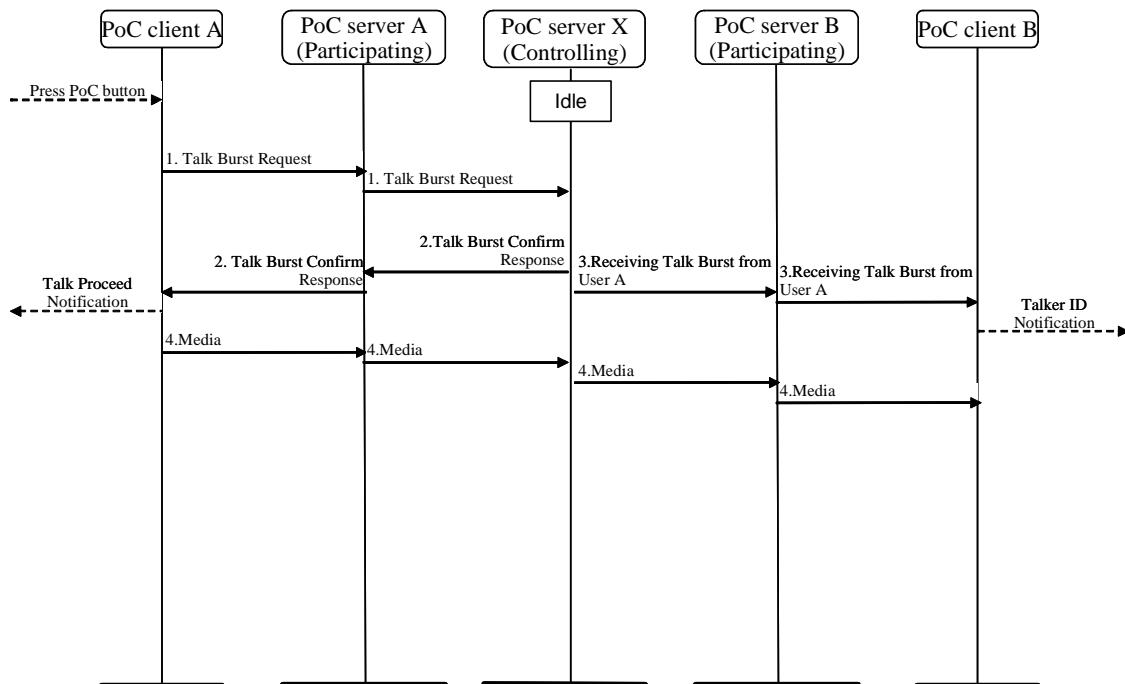 PoC client A
PoC server A
(Participating)
PoC server X
(Controlling)
PoC server B
(Participating)
PoC client B
Press PoC button
Idle
1. Talk Burst Request
1. Talk Burst Request
2.Talk Burst Confirm
Response
2. Talk Burst Confirm
Response
3.Receiving Talk Burst from
User A
3.Receiving Talk Burst from
User A
Talk Proceed
Notification
Talker ID
Notification
4.Media
4.Media
4.Media
4.Media